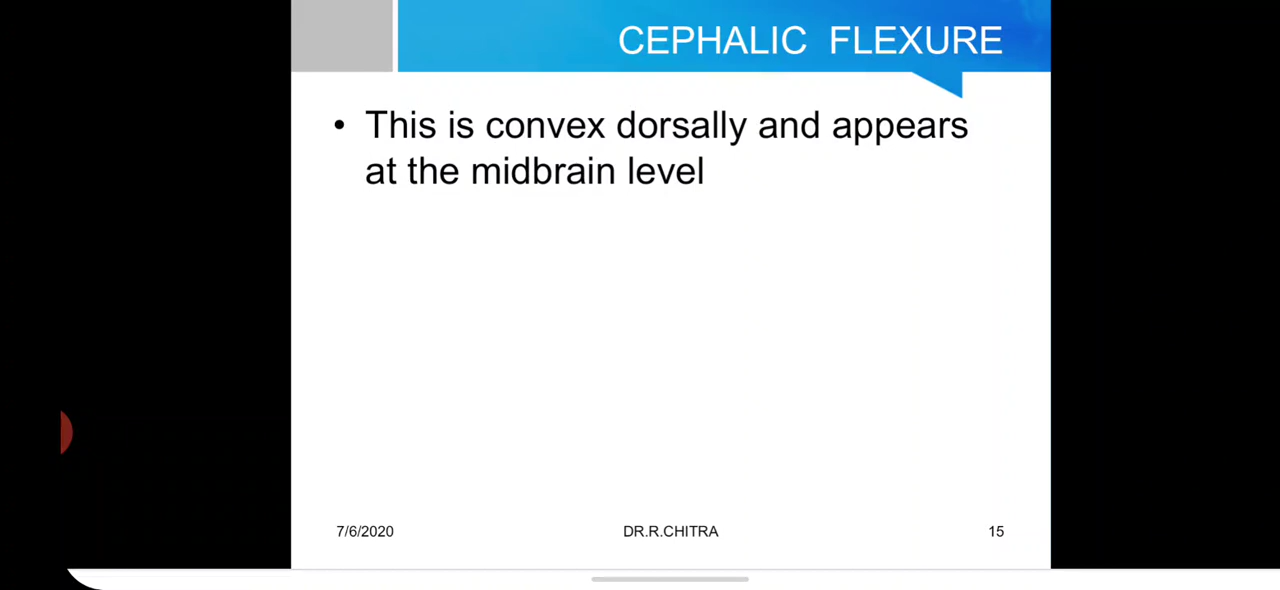 CEPHALIC FLEXURE
• This is convex dorsally and appears
at the midbrain level
7/6/2020 DR.R.CHITRA 15